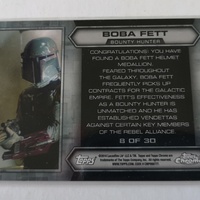 BOBA FETT
BOUNTY HUNTER
CONGRATULATIONS! YOU HAVE
FOUND A BOBA FETT HELMET
MEDALLION.
FEARED THROUGHOUT
THE GALAXY, BOBA FETT
FREQUENTLY PICKS UP
CONTRACTS FOR THE GALACTIC
EMPIRE. FETT'S EFFECTIVENESS
AS A BOUNTY HUNTER IS
UNMATCHED AND HE HAS
ESTABLISHED VENDETTAS
AGAINST CERTAIN KEY MEMBERS
OF THE REBEL ALLIANCE.
8 OF 30
Topps
Chrome